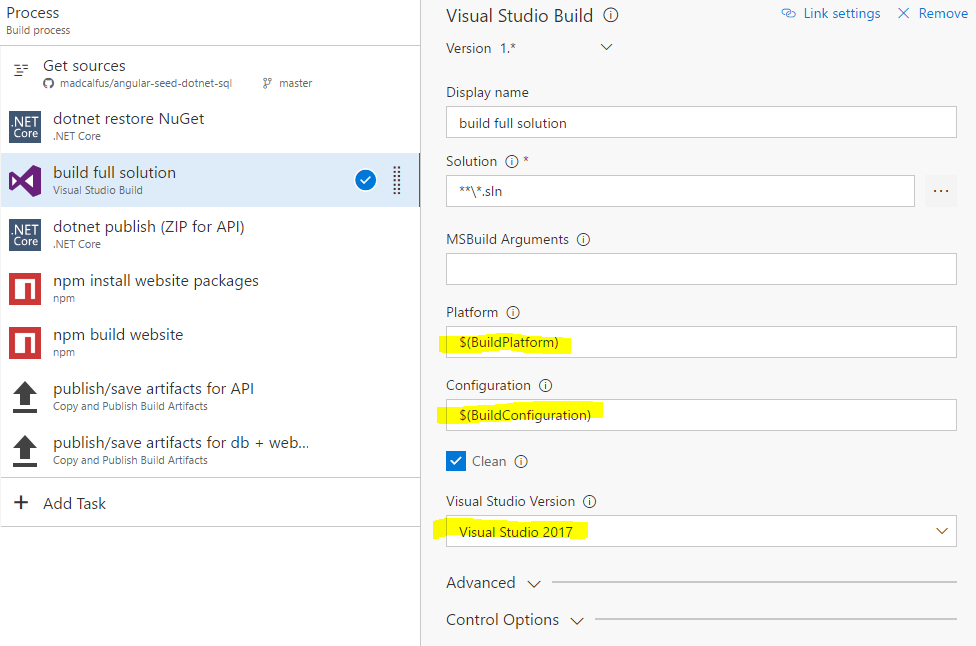 Process
Build process
Get sources
madcalfus/angular-seed-dotnet-sql master
.NET Core
dotnet restore NuGet
.NET Core
build full solution
Visual Studio Build
.NET Core
dotnet publish (ZIP for API)
.NET Core
npm install website packages
npm
npm build website
npm
publish/save artifacts for API
Copy and Publish Build Artifacts
publish/save artifacts for db + web...
Copy and Publish Build Artifacts
+ Add Task
Visual Studio Build
Link settings
Remove
Version 1.*
Display name
build full solution
Solution *
**\*.sln
...
MSBuild Arguments
Platform
$(BuildPlatform)
Configuration
$(BuildConfiguration)
Clean
Visual Studio Version
Visual Studio 2017
Advanced
Control Options